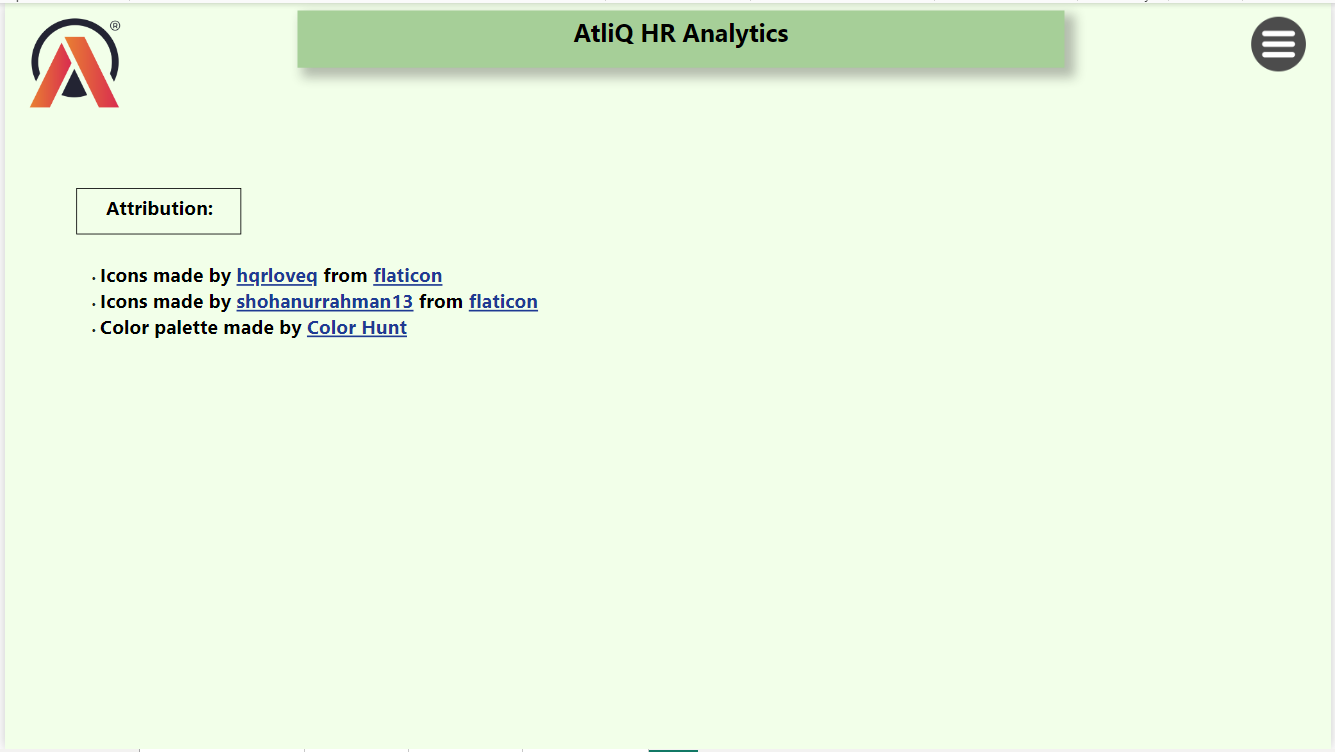 ®
AtliQ HR Analytics
Attribution:
. Icons made by hqrloveq from flaticon
. Icons made by shohanurrahman13 from flaticon
. Color palette made by Color Hunt